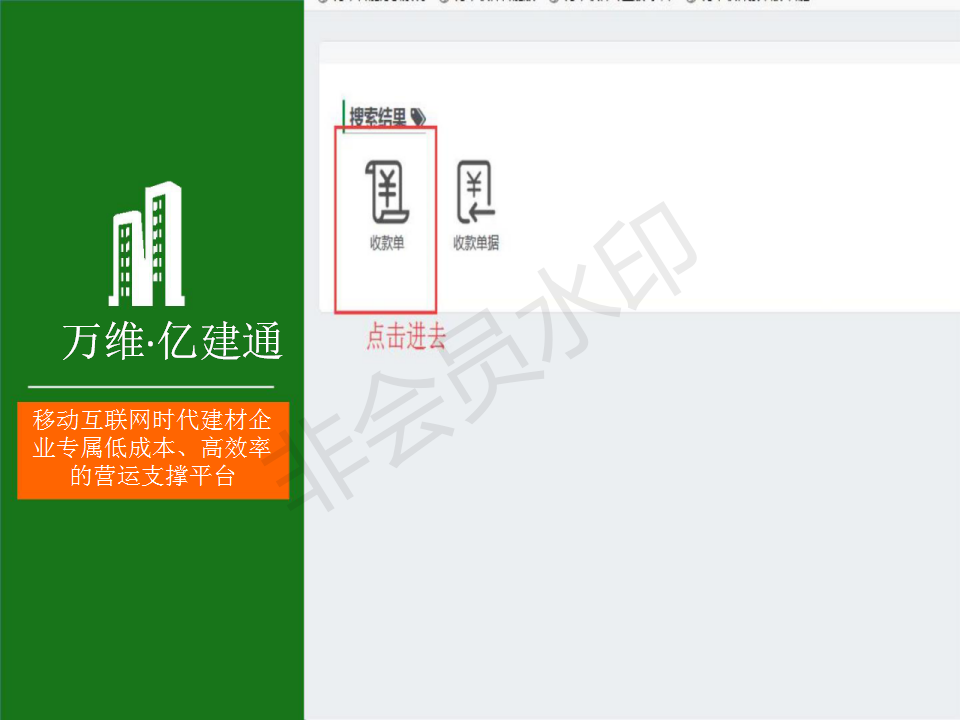 万维·亿建通
移动互联网时代建材企
业专属低成本、高效率
的营运支撑平台
搜索结果
收款单
收款单据
点击进去
非会员水印